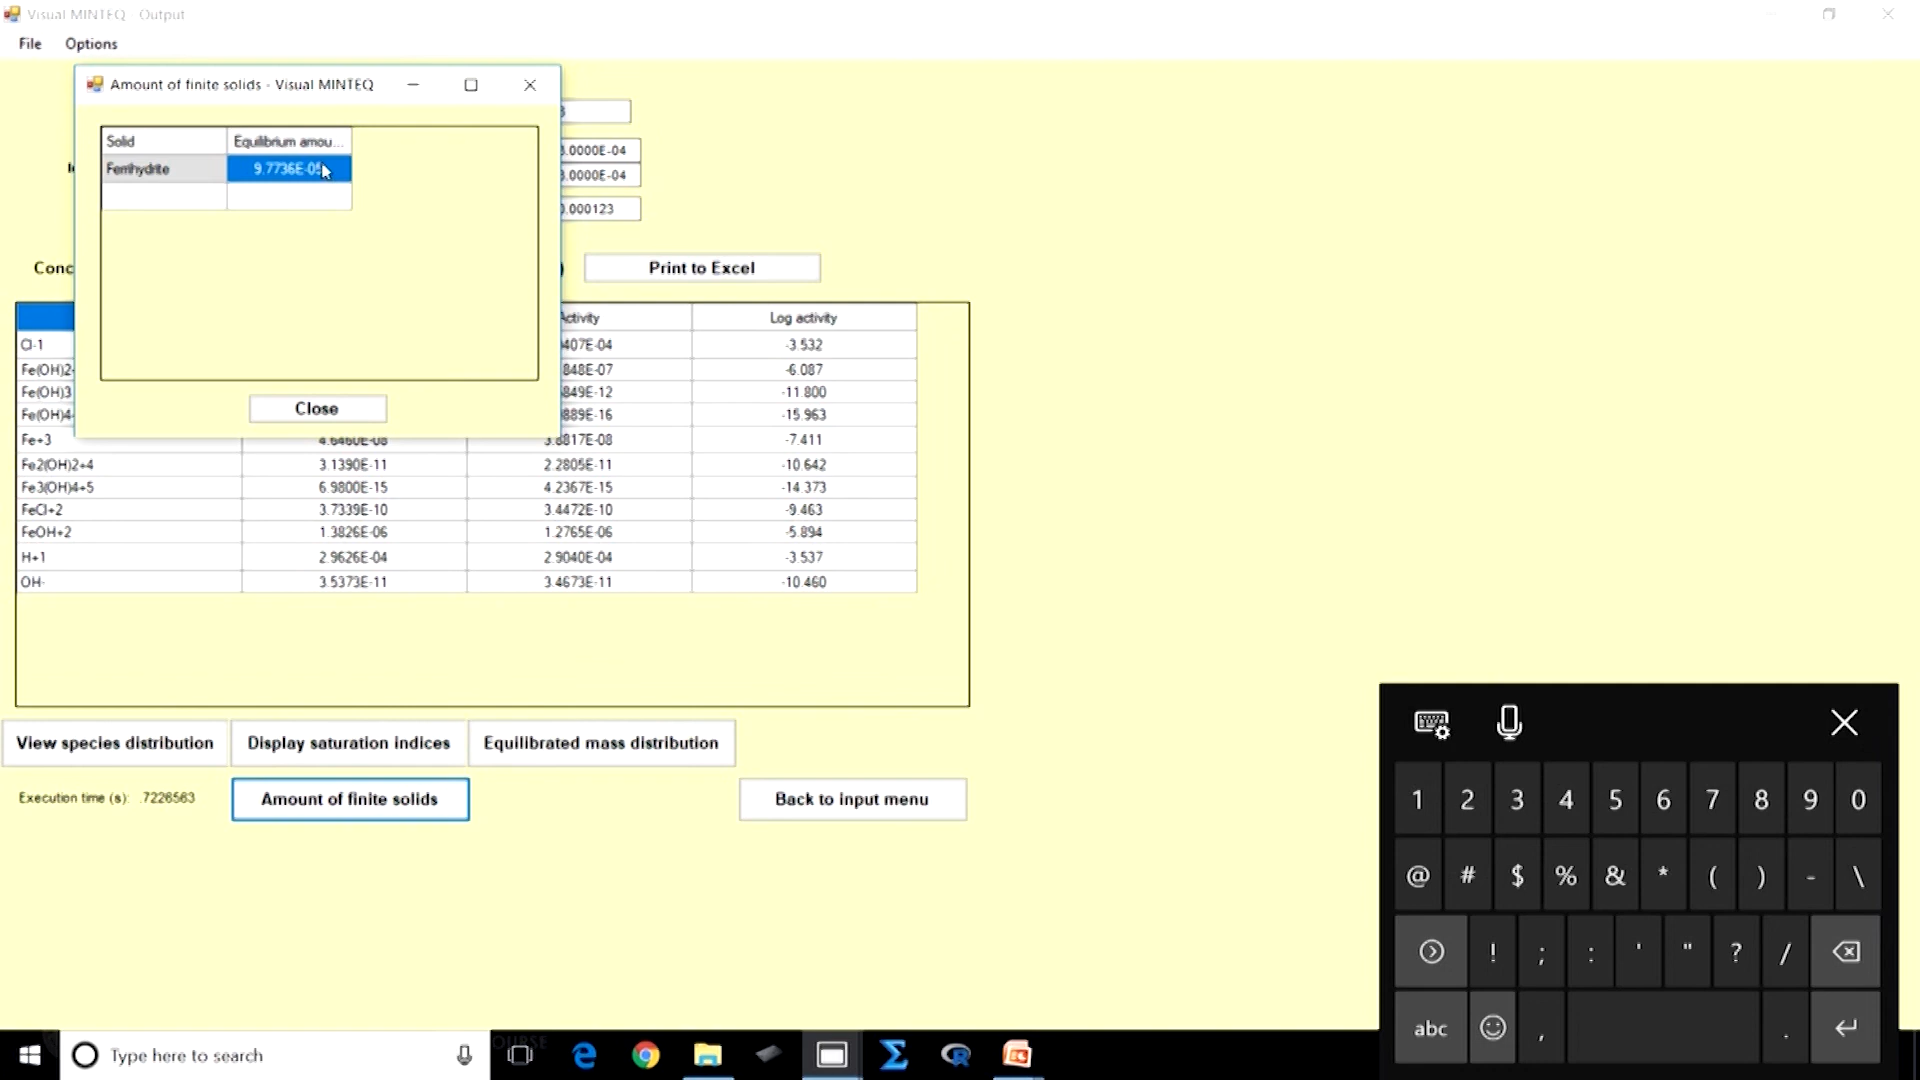 Visual MINTEQ - Output
File Options
Amount of finite solids - Visual MINTEQ
Solid Equilibrium amou...
Ferrihydrite 9.7736E-05
3.0000E-04
3.0000E-04
0.000123
Conc
Print to Excel
Activity Log activity
Cl-1 407E-04 -3.532
Fe(OH)2- 848E-07 -6.087
Fe(OH)3 849E-12 -11.800
Fe(OH)4- 889E-16 -15.963
Fe+3 4.6460E-08 3.8817E-08 -7.411
Fe2(OH)2+4 3.1390E-11 2.2805E-11 -10.642
Fe3(OH)4+5 6.9800E-15 4.2367E-15 -14.373
FeCl+2 3.7339E-10 3.4472E-10 -9.463
FeOH+2 1.3826E-06 1.2765E-06 -5.894
H+1 2.9626E-04 2.9040E-04 -3.537
OH- 3.5373E-11 3.4673E-11 -10.460
Close
View species distribution Display saturation indices Equilibrated mass distribution
Execution time (s): .7226563 Amount of finite solids Back to input menu
1 2 3 4 5 6 7 8 9 0
@ # $ % & * ( ) - \
! ; : ' " ? /
abc , .
Type here to search